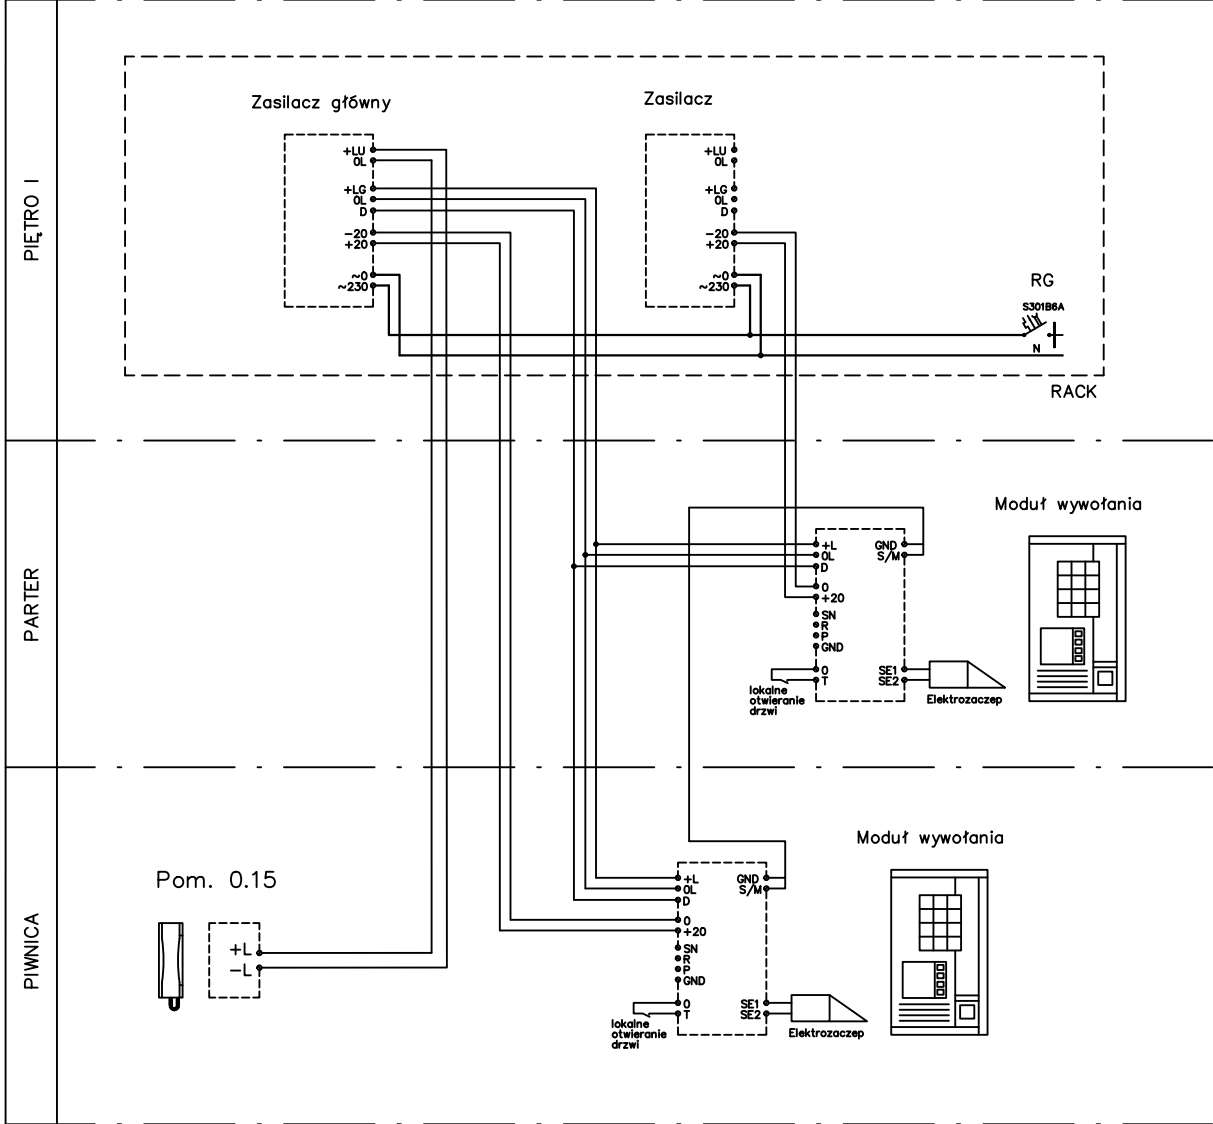 PIĘTRO I
Zasilacz główny
+LU
0L
+LG
0L
D
-20
+20
~0
~230
Zasilacz
+LU
0L
+LG
0L
D
-20
+20
~0
~230
RG
S301B6A
N
RACK
PARTER
Moduł wywołania
+L
0L
D
0
+20
SN
R
P
GND
0
T
GND
S/M
SE1
SE2
lokalne
otwieranie
drzwi
Elektrozaczep
PIWNICA
Pom. 0.15
+L
-L
Moduł wywołania
+L
0L
D
0
+20
SN
R
P
GND
0
T
GND
S/M
SE1
SE2
lokalne
otwieranie
drzwi
Elektrozaczep